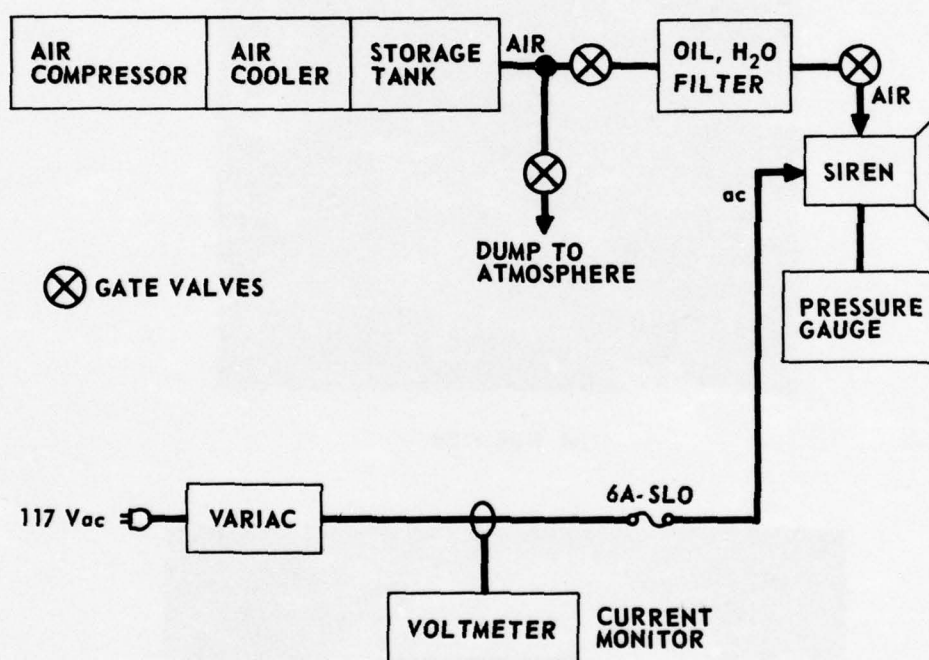 AIR
COMPRESSOR
AIR
COOLER
STORAGE
TANK
AIR
OIL, H₂O
FILTER
AIR
SIREN
ac
DUMP TO
ATMOSPHERE
GATE VALVES
PRESSURE
GAUGE
117 Vac
VARIAC
6A-SLO
VOLTMETER
CURRENT
MONITOR